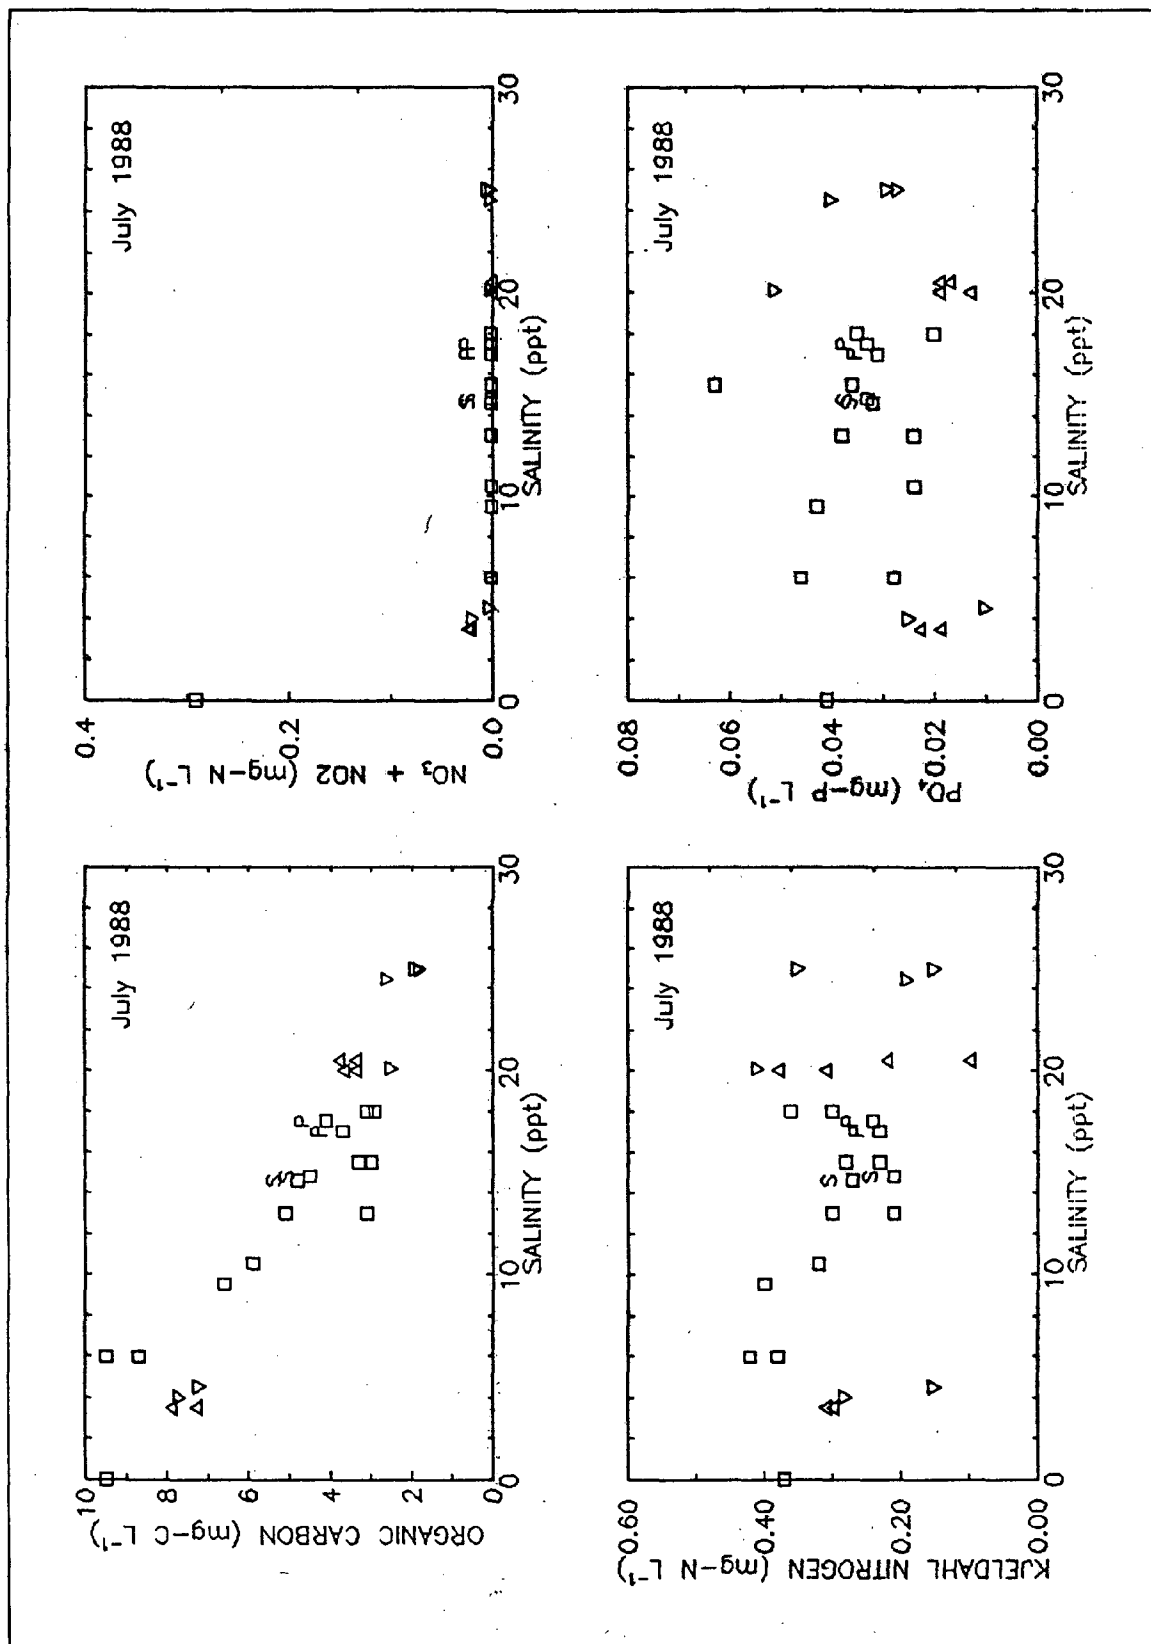 July 1988
ORGANIC CARBON (mg-C L⁻¹)
10
8
6
4
2
0
0
10
20
30
SALINITY (ppt)
S
S
P
P
July 1988
NO₃ + NO2 (mg-N L⁻¹)
0.4
0.2
0.0
0
10
20
30
SALINITY (ppt)
S
S
P
P
July 1988
KJELDAHL NITROGEN (mg-N L⁻¹)
0.60
0.40
0.20
0.00
0
10
20
30
SALINITY (ppt)
S
S
P
P
July 1988
PO₄ (mg-P L⁻¹)
0.08
0.06
0.04
0.02
0.00
0
10
20
30
SALINITY (ppt)
S
S
P
P